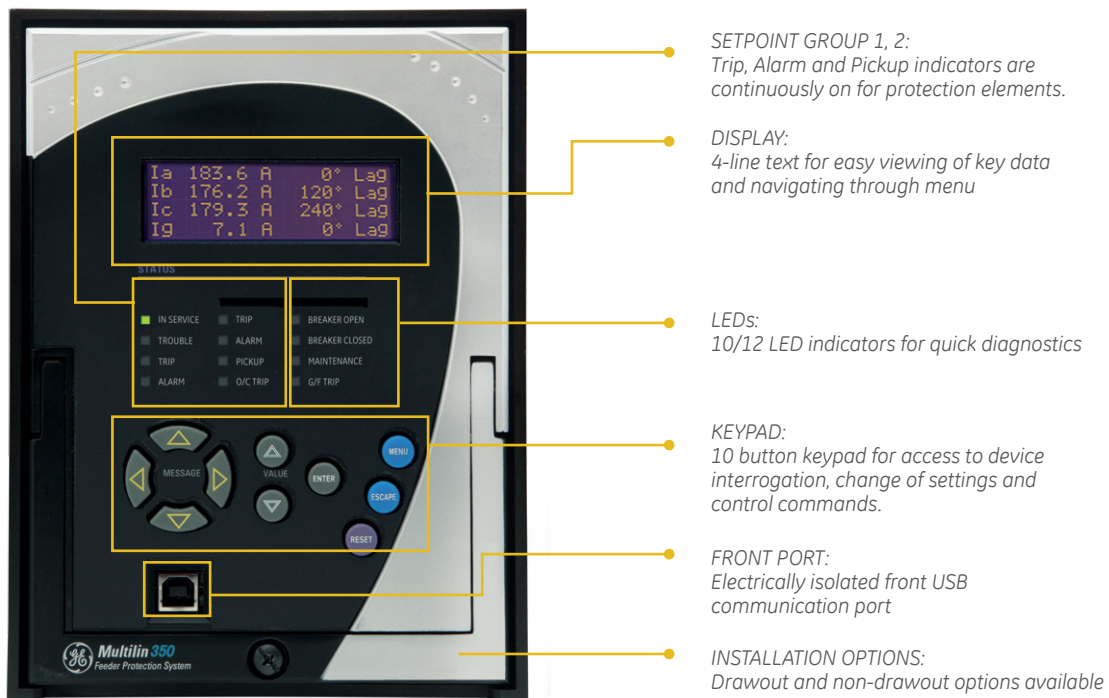 Ia 183.6 A 0° Lag
Ib 176.2 A 120° Lag
Ic 179.3 A 240° Lag
Ig 7.1 A 0° Lag
STATUS
IN SERVICE TRIP BREAKER OPEN
TROUBLE ALARM BREAKER CLOSED
TRIP PICKUP MAINTENANCE
ALARM O/C TRIP G/F TRIP
MESSAGE
VALUE
ENTER
MENU
ESCAPE
RESET
GE
Multilin 350
Feeder Protection System
SETPOINT GROUP 1, 2:
Trip, Alarm and Pickup indicators are
continuously on for protection elements.
DISPLAY:
4-line text for easy viewing of key data
and navigating through menu
LEDs:
10/12 LED indicators for quick diagnostics
KEYPAD:
10 button keypad for access to device
interrogation, change of settings and
control commands.
FRONT PORT:
Electrically isolated front USB
communication port
INSTALLATION OPTIONS:
Drawout and non-drawout options available